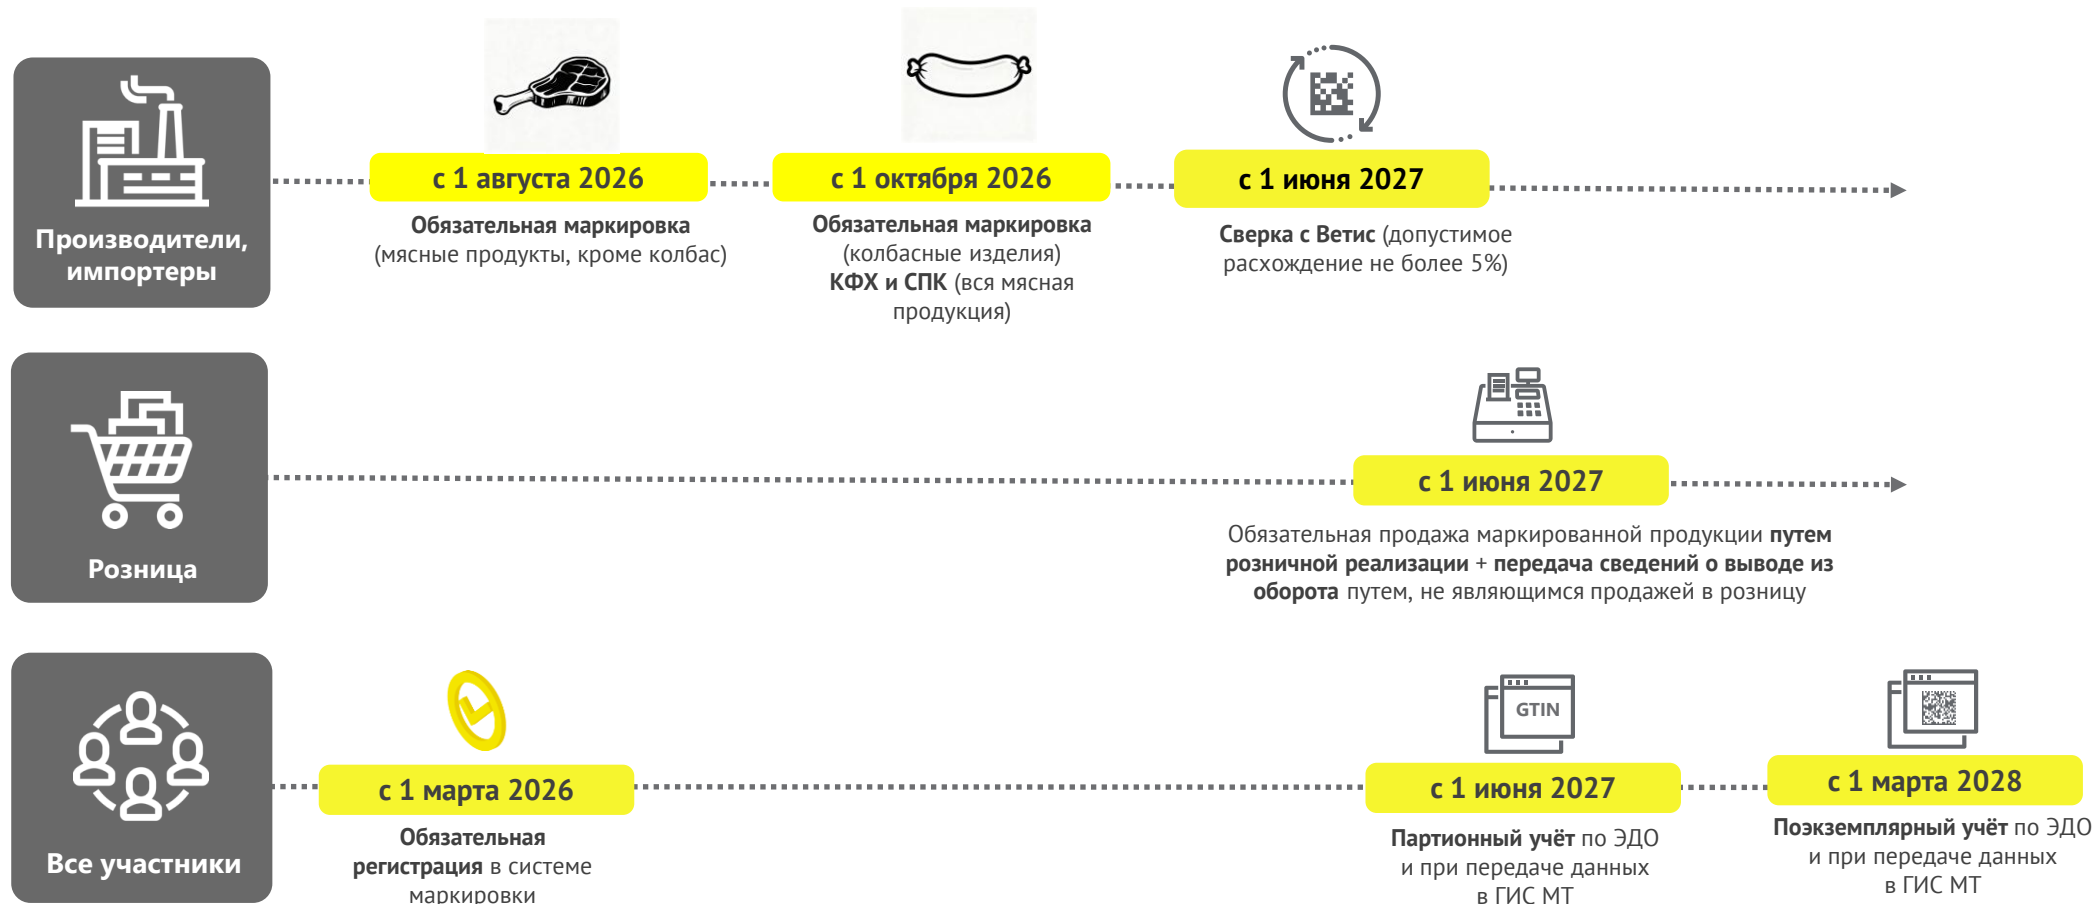 Производители,
импортеры
с 1 августа 2026
Обязательная маркировка
(мясные продукты, кроме колбас)
с 1 октября 2026
Обязательная маркировка
(колбасные изделия)
КФХ и СПК (вся мясная
продукция)
с 1 июня 2027
Сверка с Ветис (допустимое
расхождение не более 5%)
Розница
с 1 июня 2027
Обязательная продажа маркированной продукции путем
розничной реализации + передача сведений о выводе из
оборота путем, не являющимся продажей в розницу
Все участники
с 1 марта 2026
Обязательная
регистрация в системе
маркировки
GTIN
с 1 июня 2027
Партионный учёт по ЭДО
и при передаче данных
в ГИС МТ
с 1 марта 2028
Поэкземплярный учёт по ЭДО
и при передаче данных
в ГИС МТ